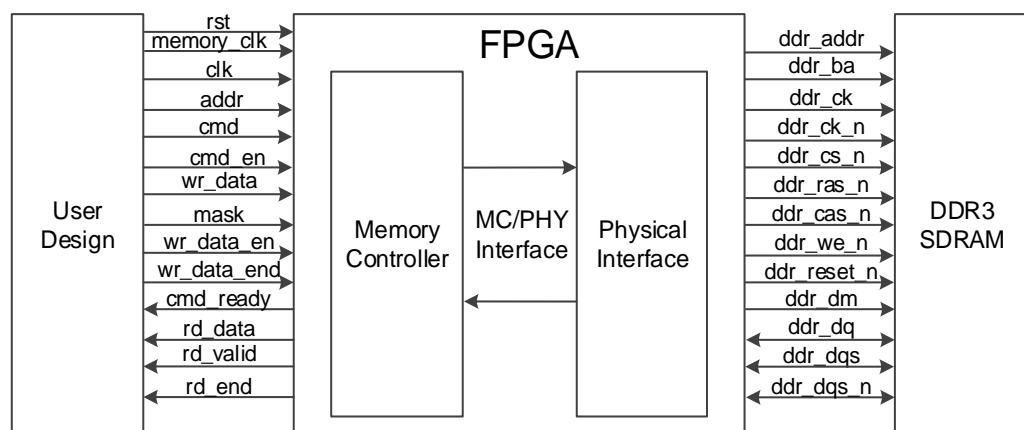 rst
memory_clk
clk
addr
cmd
cmd_en
wr_data
mask
wr_data_en
wr_data_end
cmd_ready
rd_data
rd_valid
rd_end
User
Design
FPGA
Memory
Controller
MC/PHY
Interface
Physical
Interface
ddr_addr
ddr_ba
ddr_ck
ddr_ck_n
ddr_cs_n
ddr_ras_n
ddr_cas_n
ddr_we_n
ddr_reset_n
ddr_dm
ddr_dq
ddr_dqs
ddr_dqs_n
DDR3
SDRAM